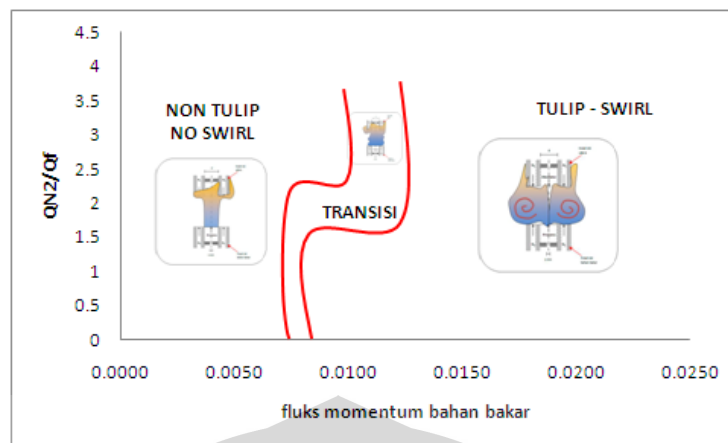 4.5
4
3.5
3
2.5
2
1.5
1
0.5
0
QN2/Qf
NON TULIP
NO SWIRL
TRANSISI
TULIP - SWIRL
0.0000 0.0050 0.0100 0.0150 0.0200 0.0250
fluks momentum bahan bakar